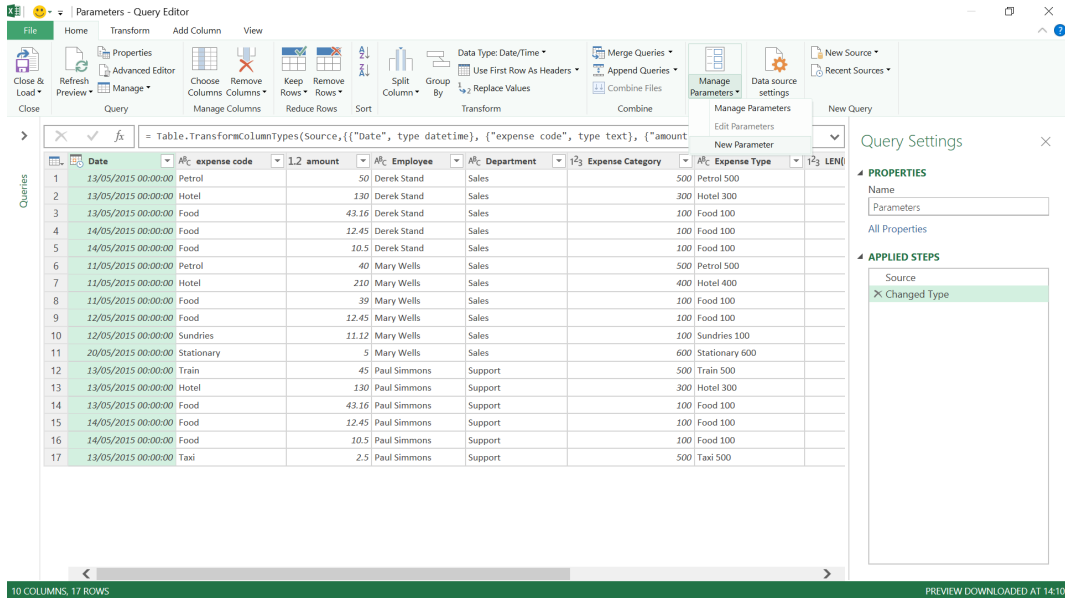 Parameters - Query Editor
File Home Transform Add Column View
Close & Load
Close
Refresh Preview
Properties
Advanced Editor
Manage
Query
Choose Columns
Remove Columns
Manage Columns
Keep Rows
Remove Rows
Reduce Rows
Sort
Split Column
Group By
Data Type: Date/Time
Use First Row As Headers
Replace Values
Transform
Merge Queries
Append Queries
Combine Files
Combine
Manage Parameters
Data source settings
New Source
Recent Sources
New Query
Manage Parameters
Edit Parameters
New Parameter
Queries
fx = Table.TransformColumnTypes(Source,{{"Date", type datetime}, {"expense code", type text}, {"amount
Date ABC expense code 1.2 amount ABC Employee ABC Department 123 Expense Category ABC Expense Type 123 LEN(
1 13/05/2015 00:00:00 Petrol 50 Derek Stand Sales 500 Petrol 500
2 13/05/2015 00:00:00 Hotel 130 Derek Stand Sales 300 Hotel 300
3 13/05/2015 00:00:00 Food 43.16 Derek Stand Sales 100 Food 100
4 14/05/2015 00:00:00 Food 12.45 Derek Stand Sales 100 Food 100
5 14/05/2015 00:00:00 Food 10.5 Derek Stand Sales 100 Food 100
6 11/05/2015 00:00:00 Petrol 40 Mary Wells Sales 500 Petrol 500
7 11/05/2015 00:00:00 Hotel 210 Mary Wells Sales 400 Hotel 400
8 11/05/2015 00:00:00 Food 39 Mary Wells Sales 100 Food 100
9 12/05/2015 00:00:00 Food 12.45 Mary Wells Sales 100 Food 100
10 12/05/2015 00:00:00 Sundries 11.12 Mary Wells Sales 100 Sundries 100
11 20/05/2015 00:00:00 Stationary 5 Mary Wells Sales 600 Stationary 600
12 13/05/2015 00:00:00 Train 45 Paul Simmons Support 500 Train 500
13 13/05/2015 00:00:00 Hotel 130 Paul Simmons Support 300 Hotel 300
14 13/05/2015 00:00:00 Food 43.16 Paul Simmons Support 100 Food 100
15 14/05/2015 00:00:00 Food 12.45 Paul Simmons Support 100 Food 100
16 14/05/2015 00:00:00 Food 10.5 Paul Simmons Support 100 Food 100
17 13/05/2015 00:00:00 Taxi 2.5 Paul Simmons Support 500 Taxi 500
Query Settings
PROPERTIES
Name
Parameters
All Properties
APPLIED STEPS
Source
Changed Type
10 COLUMNS, 17 ROWS
PREVIEW DOWNLOADED AT 14:10